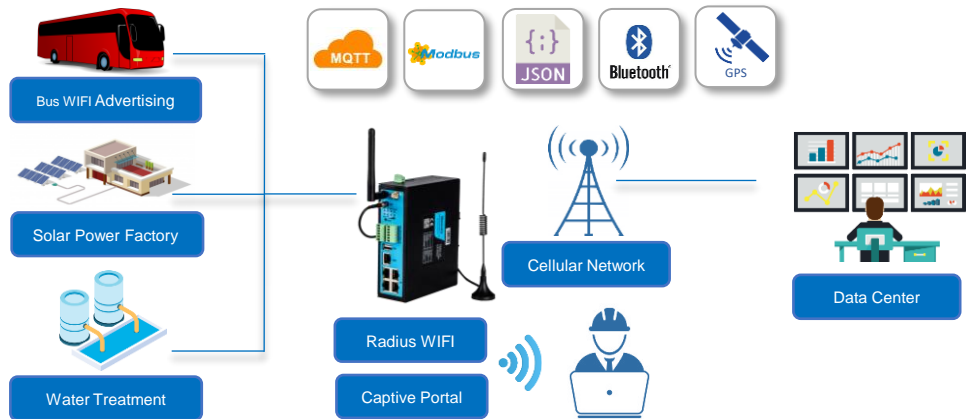 MQTT
Modbus
{;}
JSON
Bluetooth
GPS
Bus WIFI Advertising
Solar Power Factory
Cellular Network
Data Center
Radius WIFI
Captive Portal
Water Treatment